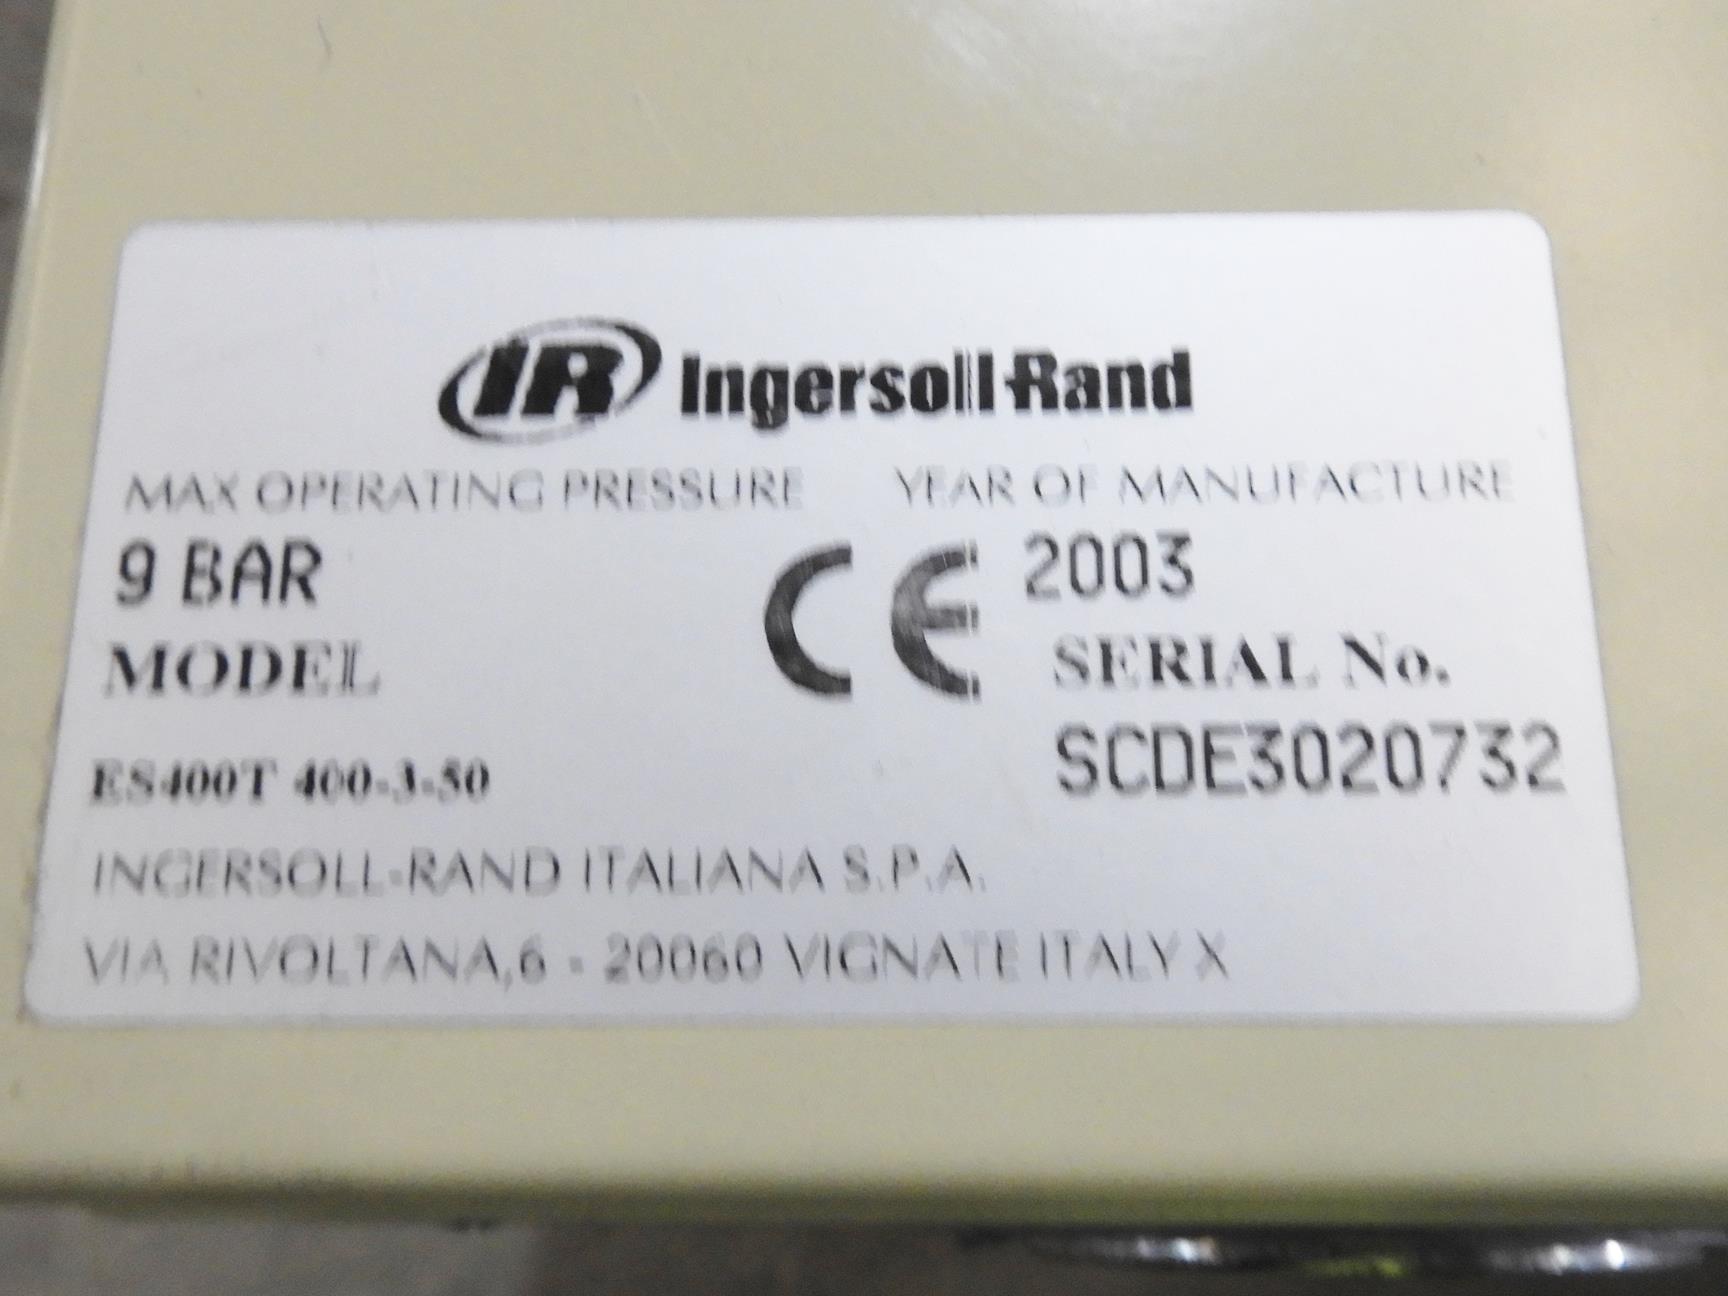 IR Ingersoll-Rand
MAX OPERATING PRESSURE YEAR OF MANUFACTURE
9 BAR CE 2003
MODEL SERIAL No.
ES400T 400-3-50 SCDE3020732
INGERSOLL-RAND ITALIANA S.P.A.
VIA RIVOLTANA,6 - 20060 VIGNATE ITALY X